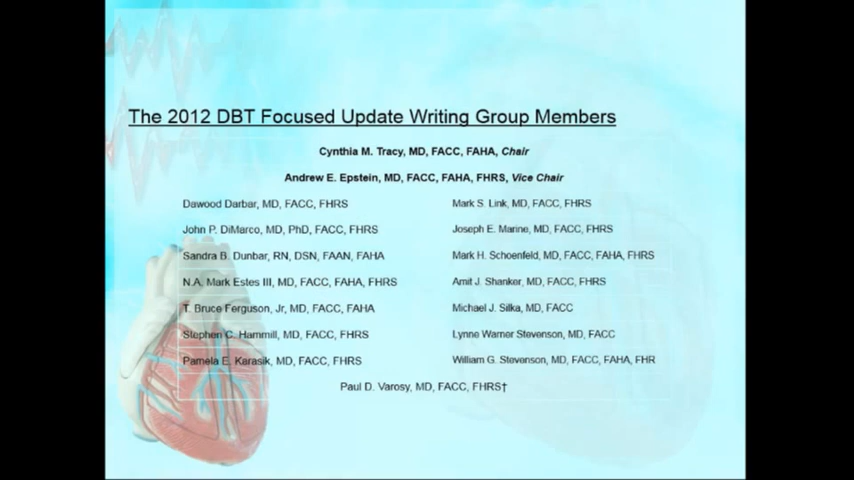 The 2012 DBT Focused Update Writing Group Members
Cynthia M. Tracy, MD, FACC, FAHA, Chair
Andrew E. Epstein, MD, FACC, FAHA, FHRS, Vice Chair
Dawood Darbar, MD, FACC, FHRS
Mark S. Link, MD, FACC, FHRS
John P. DiMarco, MD, PhD, FACC, FHRS
Joseph E. Marine, MD, FACC, FHRS
Sandra B. Dunbar, RN, DSN, FAAN, FAHA
Mark H. Schoenfeld, MD, FACC, FAHA, FHRS
N.A. Mark Estes III, MD, FACC, FAHA, FHRS
Amit J. Shanker, MD, FACC, FHRS
T. Bruce Ferguson, Jr, MD, FACC, FAHA
Michael J. Silka, MD, FACC
Stephen C. Hammill, MD, FACC, FHRS
Lynne Warner Stevenson, MD, FACC
Pamela E. Karasik, MD, FACC, FHRS
William G. Stevenson, MD, FACC, FAHA, FHR
Paul D. Varosy, MD, FACC, FHRS†